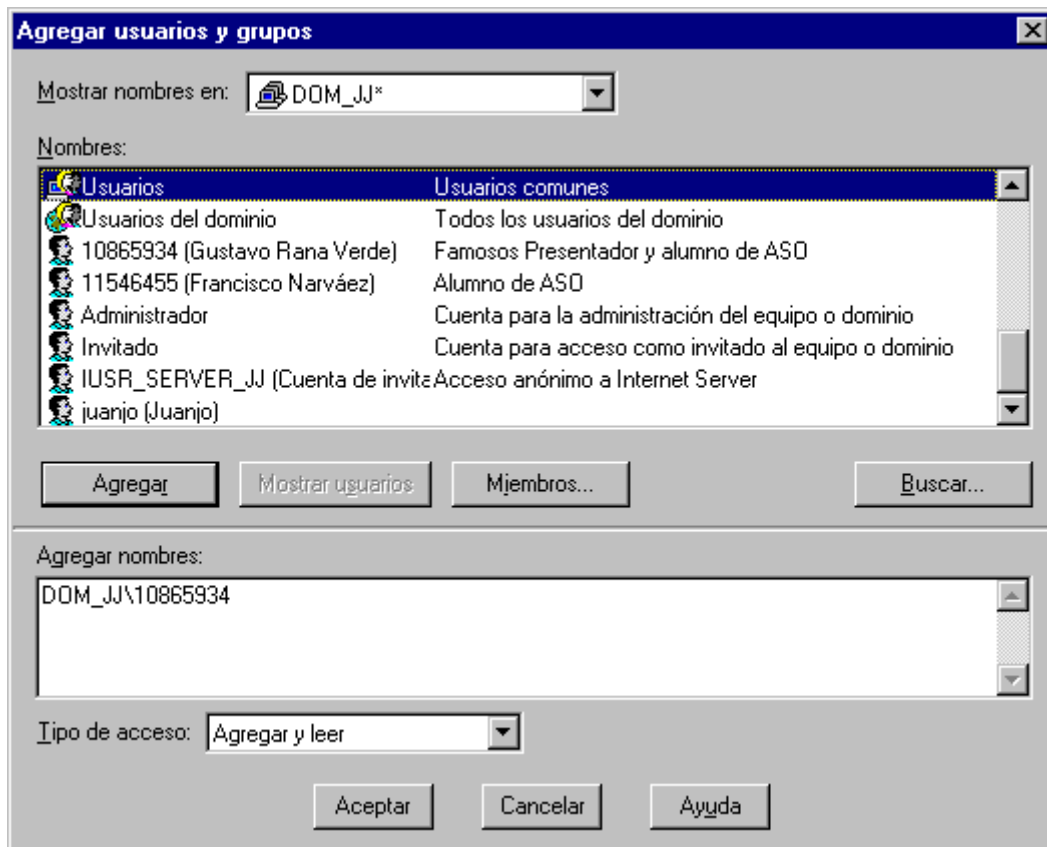 Agregar usuarios y grupos
Mostrar nombres en: DOM_JJ*
Nombres:
Usuarios Usuarios comunes
Usuarios del dominio Todos los usuarios del dominio
10865934 (Gustavo Rana Verde) Famosos Presentador y alumno de ASO
11546455 (Francisco Narváez) Alumno de ASO
Administrador Cuenta para la administración del equipo o dominio
Invitado Cuenta para acceso como invitado al equipo o dominio
IUSR_SERVER_JJ (Cuenta de invita Acceso anónimo a Internet Server
juanjo (Juanjo)
Agregar Mostrar usuarios Miembros... Buscar...
Agregar nombres:
DOM_JJ\10865934
Tipo de acceso: Agregar y leer
Aceptar Cancelar Ayuda